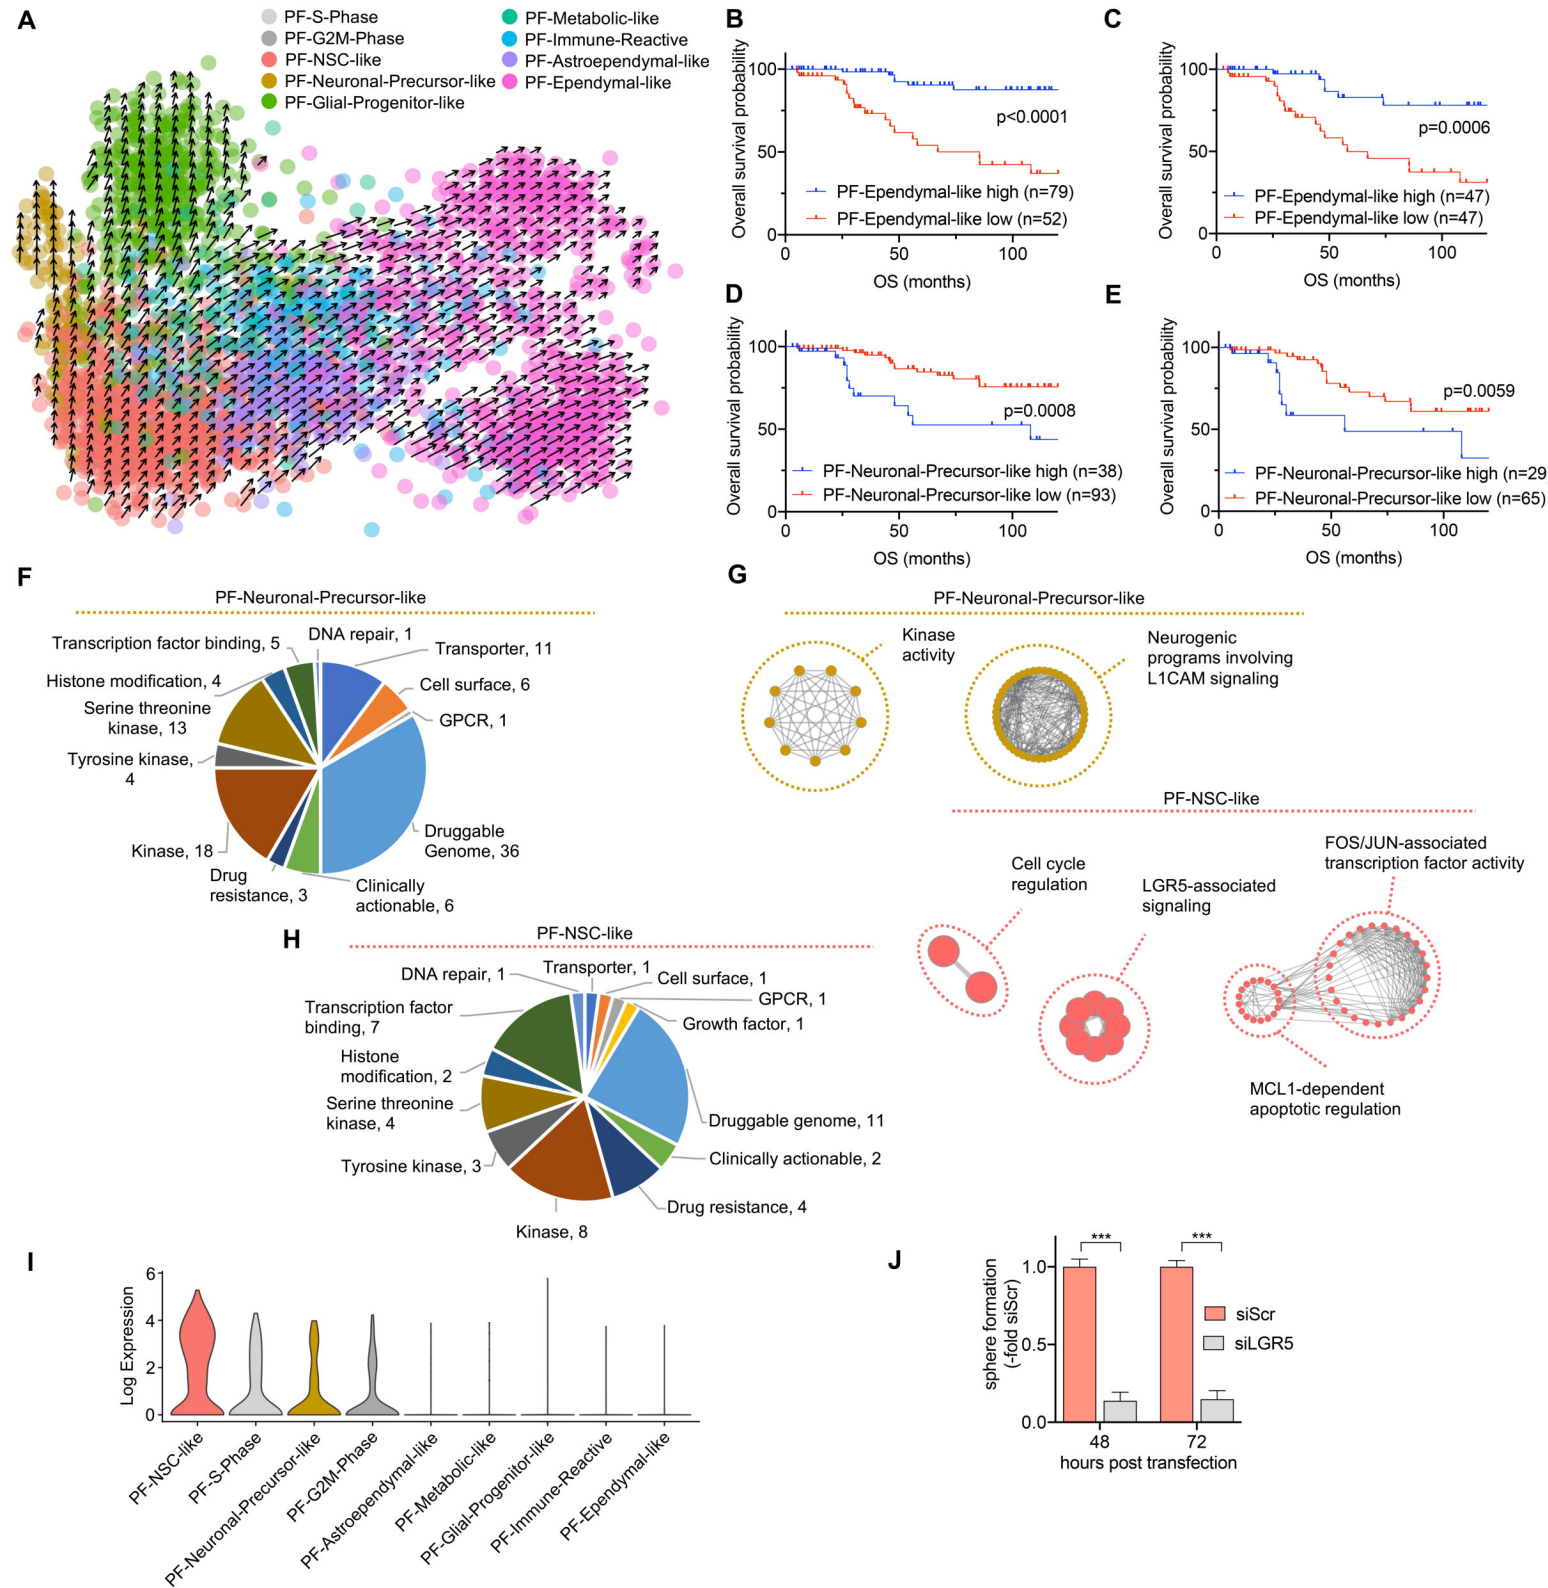 A
PF-S-Phase
PF-G2M-Phase
PF-NSC-like
PF-Neuronal-Precursor-like
PF-Glial-Progenitor-like
PF-Metabolic-like
PF-Immune-Reactive
PF-Astroependymal-like
PF-Ependymal-like
B
Overall survival probability
100
50
0
p<0.0001
PF-Ependymal-like high (n=79)
PF-Ependymal-like low (n=52)
0
50
100
OS (months)
C
Overall survival probability
100
50
0
p=0.0006
PF-Ependymal-like high (n=47)
PF-Ependymal-like low (n=47)
0
50
100
OS (months)
D
Overall survival probability
100
50
0
p=0.0008
PF-Neuronal-Precursor-like high (n=38)
PF-Neuronal-Precursor-like low (n=93)
0
50
100
OS (months)
E
Overall survival probability
100
50
0
p=0.0059
PF-Neuronal-Precursor-like high (n=29
PF-Neuronal-Precursor-like low (n=65)
0
50
100
OS (months)
F
PF-Neuronal-Precursor-like
DNA repair, 1
Transcription factor binding, 5
Transporter, 11
Histone modification, 4
Cell surface, 6
Serine threonine
kinase, 13
GPCR, 1
Tyrosine kinase,
4
Druggable
Genome, 36
Kinase, 18
Drug
resistance, 3
Clinically
actionable, 6
G
PF-Neuronal-Precursor-like
Kinase
activity
Neurogenic
programs involving
L1CAM signaling
PF-NSC-like
Cell cycle
regulation
LGR5-associated
signaling
FOS/JUN-associated
transcription factor activity
MCL1-dependent
apoptotic regulation
H
PF-NSC-like
DNA repair, 1
Transporter, 1
Cell surface, 1
GPCR, 1
Growth factor, 1
Transcription factor
binding, 7
Histone
modification, 2
Serine threonine
kinase, 4
Druggable genome, 11
Tyrosine kinase, 3
Clinically actionable, 2
Drug resistance, 4
Kinase, 8
I
Log Expression
6
4
2
0
PF-NSC-like
PF-S-Phase
PF-Neuronal-Precursor-like
PF-G2M-Phase
PF-Astroependymal-like
PF-Metabolic-like
PF-Glial-Progenitor-like
PF-Immune-Reactive
PF-Ependymal-like
J
sphere formation
(-fold siScr)
1.0
0.5
0.0
***
***
siScr
siLGR5
48
72
hours post transfection